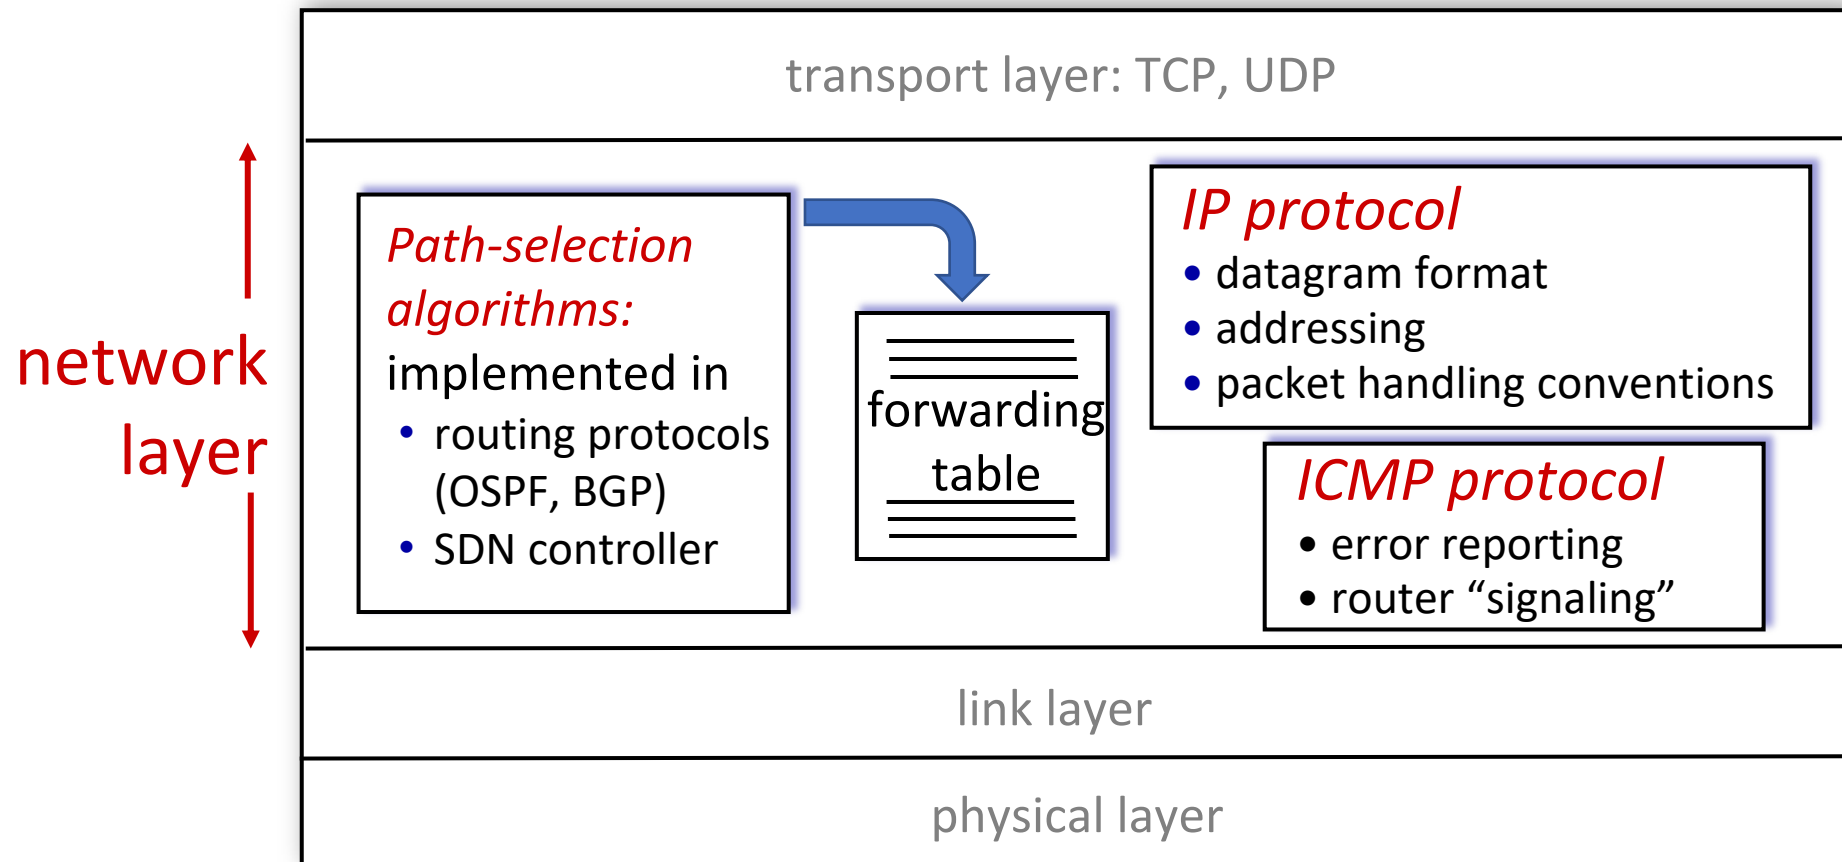 transport layer: TCP, UDP
network
layer
Path-selection
algorithms:
implemented in
• routing protocols
(OSPF, BGP)
• SDN controller
forwarding
table
IP protocol
• datagram format
• addressing
• packet handling conventions
ICMP protocol
• error reporting
• router “signaling”
link layer
physical layer